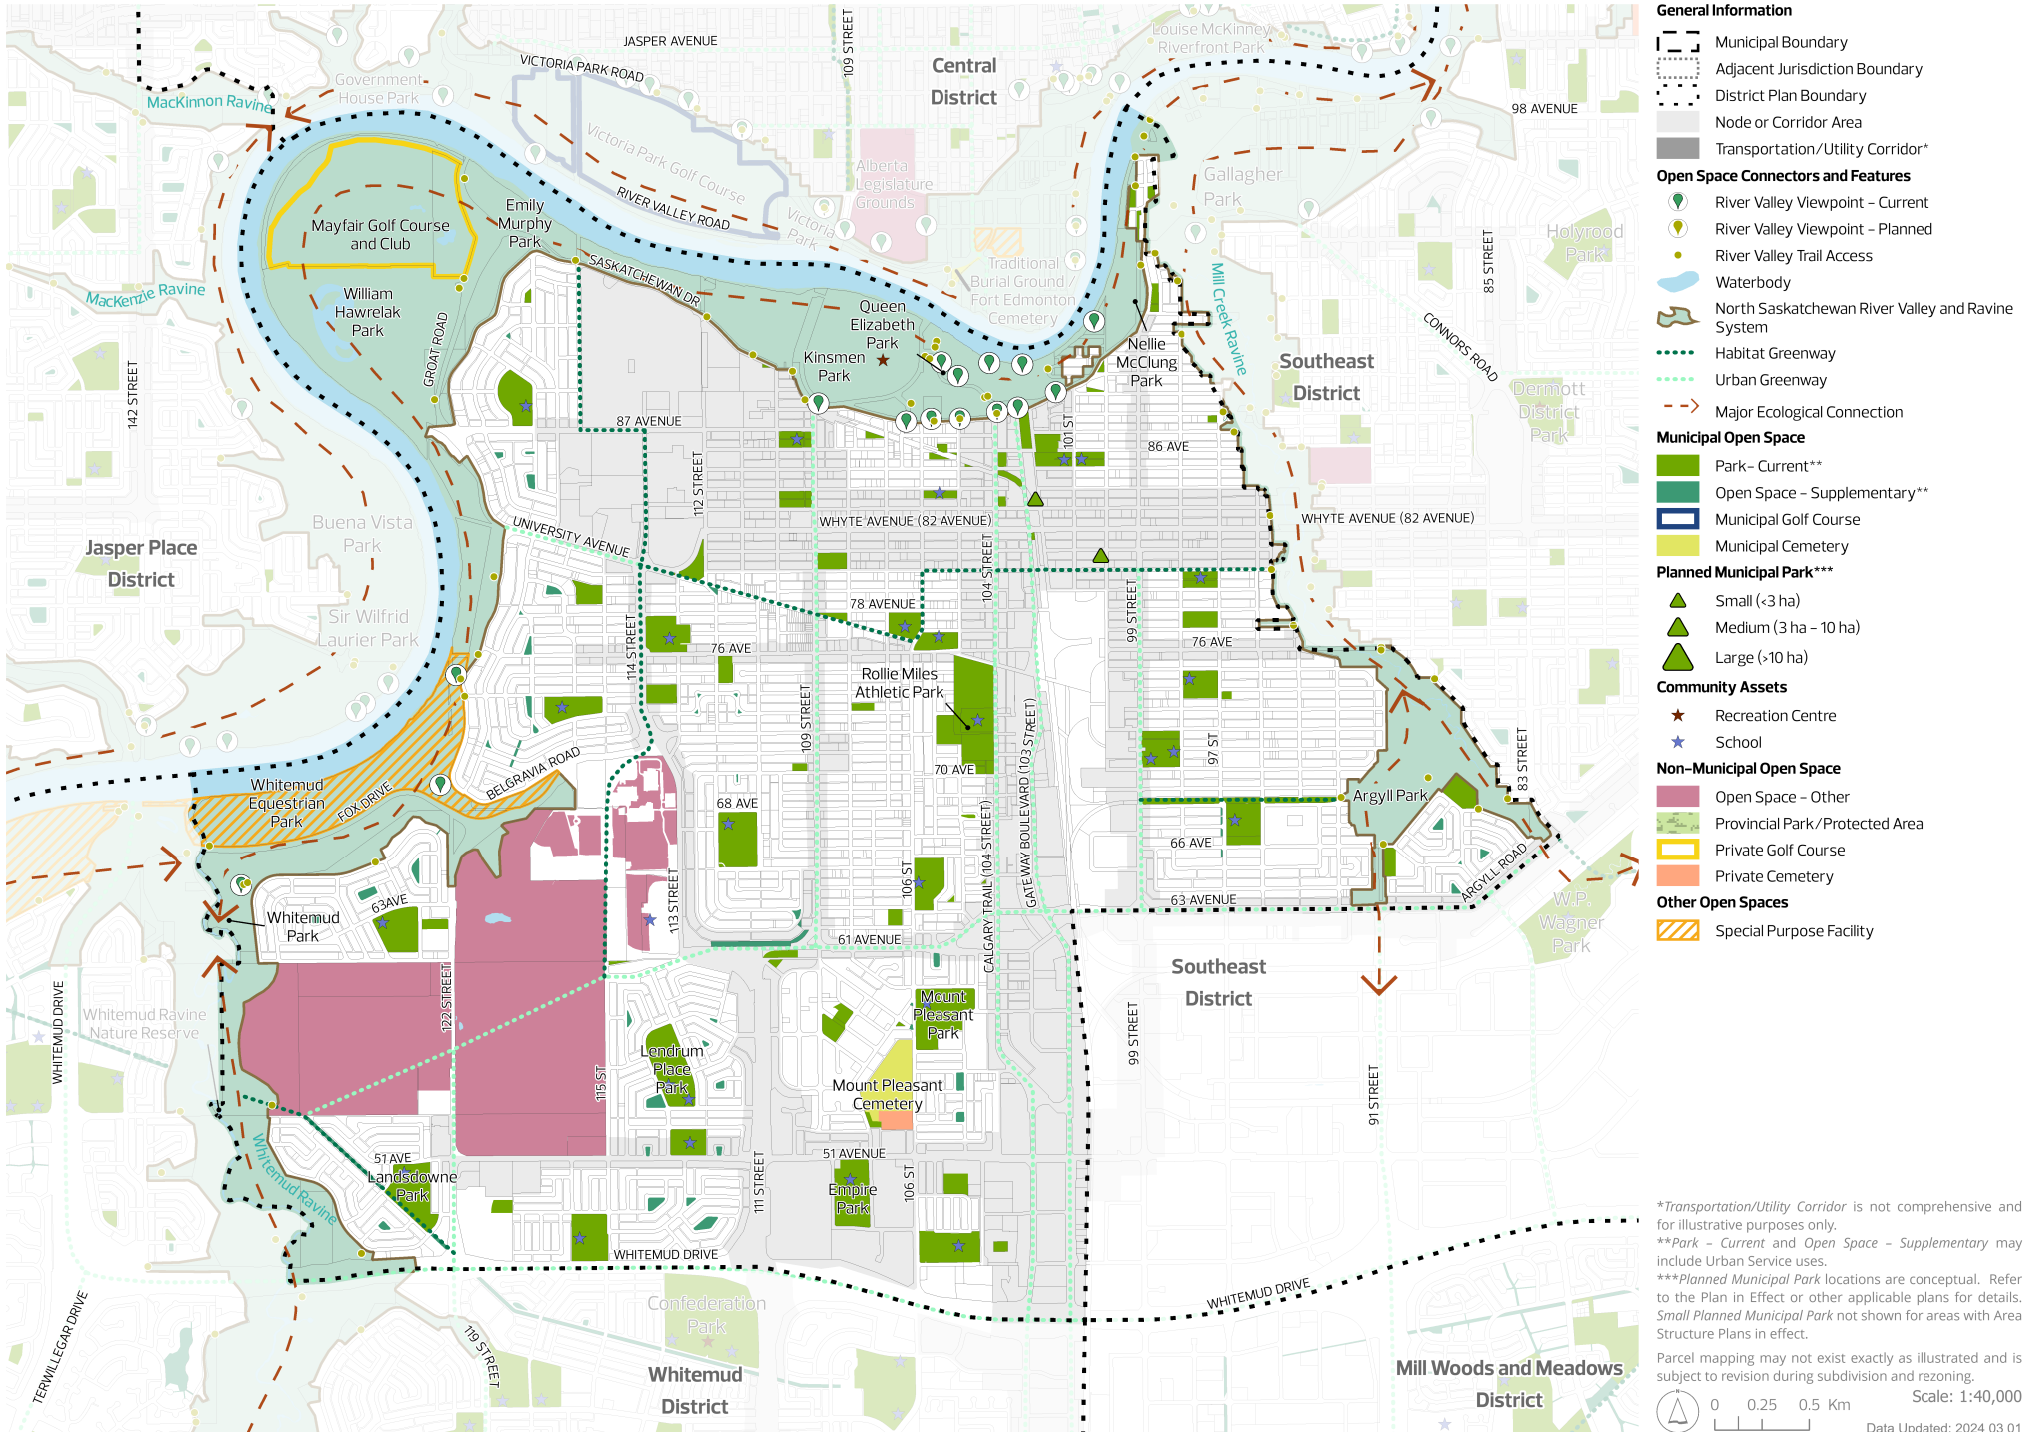 JASPER AVENUE
109 STREET
VICTORIA PARK ROAD
Central
District
Louise McKinney
Riverfront Park
Government
House Park
MacKinnon Ravine
98 AVENUE
Victoria Park Golf Course
Alberta
Legislature
Grounds
Gallagher
Park
RIVER VALLEY ROAD
Victoria
Park
Emily
Murphy
Park
Mayfair Golf Course
and Club
Holyrood
Park
85 STREET
Traditional
Burial Ground /
Fort Edmonton
Cemetery
SASKATCHEWAN DR
MacKenzie Ravine
William
Hawrelak
Park
Mill Creek Ravine
Queen
Elizabeth
Park
GROAT ROAD
CONNORS ROAD
Kinsmen
Park
Nellie
McClung
Park
Southeast
District
142 STREET
Dermott
District
Park
87 AVENUE
101 ST
86 AVE
112 STREET
Buena Vista
Park
UNIVERSITY AVENUE
WHYTE AVENUE (82 AVENUE)
WHYTE AVENUE (82 AVENUE)
Jasper Place
District
104 STREET
Sir Wilfrid
Laurier Park
78 AVENUE
99 STREET
114 STREET
76 AVE
76 AVE
Rollie Miles
Athletic Park
109 STREET
GATEWAY BOULEVARD (103 STREET)
97 ST
83 STREET
70 AVE
BELGRAVIA ROAD
Whitemud
Equestrian
Park
FOX DRIVE
68 AVE
Argyll Park
CALGARY TRAIL (104 STREET)
66 AVE
ARGYLL ROAD
106 ST
113 STREET
63 AVENUE
63 AVE
Whitemud
Park
W.P.
Wagner
Park
61 AVENUE
Southeast
District
122 STREET
WHITEMUD DRIVE
Whitemud Ravine
Nature Reserve
Mount
Pleasant
Park
99 STREET
Lendrum
Place
Park
115 ST
Mount Pleasant
Cemetery
91 STREET
Whitemud Ravine
51 AVE
Landsdowne
Park
111 STREET
51 AVENUE
106 ST
Empire
Park
WHITEMUD DRIVE
WHITEMUD DRIVE
Confederation
Park
119 STREET
TERWILLEGAR DRIVE
Whitemud
District
Mill Woods and Meadows
District
General Information
Municipal Boundary
Adjacent Jurisdiction Boundary
District Plan Boundary
Node or Corridor Area
Transportation/Utility Corridor*
Open Space Connectors and Features
River Valley Viewpoint – Current
River Valley Viewpoint – Planned
River Valley Trail Access
Waterbody
North Saskatchewan River Valley and Ravine
System
Habitat Greenway
Urban Greenway
Major Ecological Connection
Municipal Open Space
Park– Current**
Open Space – Supplementary**
Municipal Golf Course
Municipal Cemetery
Planned Municipal Park***
Small (<3 ha)
Medium (3 ha – 10 ha)
Large (>10 ha)
Community Assets
Recreation Centre
School
Non–Municipal Open Space
Open Space – Other
Provincial Park/Protected Area
Private Golf Course
Private Cemetery
Other Open Spaces
Special Purpose Facility
*Transportation/Utility Corridor is not comprehensive and
for illustrative purposes only.
**Park – Current and Open Space – Supplementary may
include Urban Service uses.
***Planned Municipal Park locations are conceptual. Refer
to the Plan in Effect or other applicable plans for details.
Small Planned Municipal Park not shown for areas with Area
Structure Plans in effect.
Parcel mapping may not exist exactly as illustrated and is
subject to revision during subdivision and rezoning.
N
Scale: 1:40,000
0 0.25 0.5 Km
Data Updated: 2024 03 01